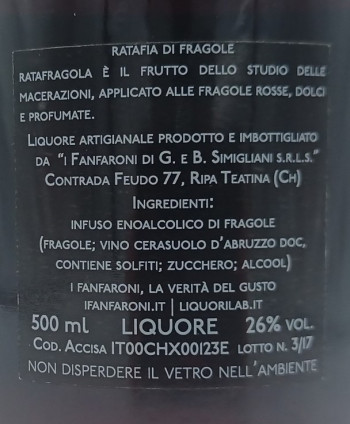 RATAFIA DI FRAGOLE
RATAFRAGOLA È IL FRUTTO DELLO STUDIO DELLE
MACERAZIONI, APPLICATO ALLE FRAGOLE ROSSE, DOLCI
E PROFUMATE.
LIQUORE ARTIGIANALE PRODOTTO E IMBOTTIGLIATO
DA "I FANFARONI DI G. E B. SIMIGLIANI S.R.L.S."
CONTRADA FEUDO 77, RIPA TEATINA (CH)
INGREDIENTI:
INFUSO ENOALCOLICO DI FRAGOLE
(FRAGOLE; VINO CERASUOLO D'ABRUZZO DOC,
CONTIENE SOLFITI; ZUCCHERO; ALCOOL)
I FANFARONI, LA VERITÀ DEL GUSTO
IFANFARONI.IT | LIQUORILAB.IT
500 ml LIQUORE 26% VOL.
COD. ACCISA IT00CHX00123E LOTTO N. 3/17
NON DISPERDERE IL VETRO NELL'AMBIENTE